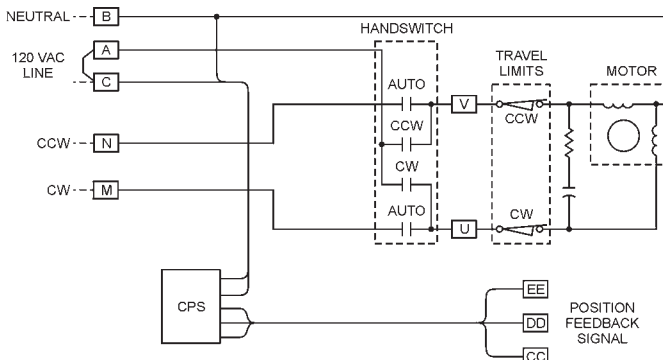 NEUTRAL
B
HANDSWITCH
A
120 VAC
LINE
C
TRAVEL
LIMITS
MOTOR
AUTO
V
CCW
CCW
CCW
N
CW
CW
CW
M
AUTO
U
CPS
EE
DD
CC
POSITION
FEEDBACK
SIGNAL